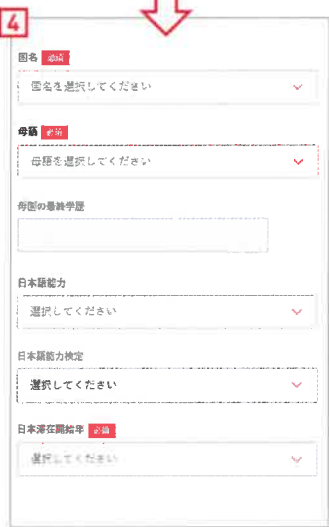 4
国名 必須
国名を選択してください
母語 必須
母語を選択してください
母国の最終学歴
日本語能力
選択してください
日本語能力検定
選択してください
日本滞在開始年 必須
選択してください